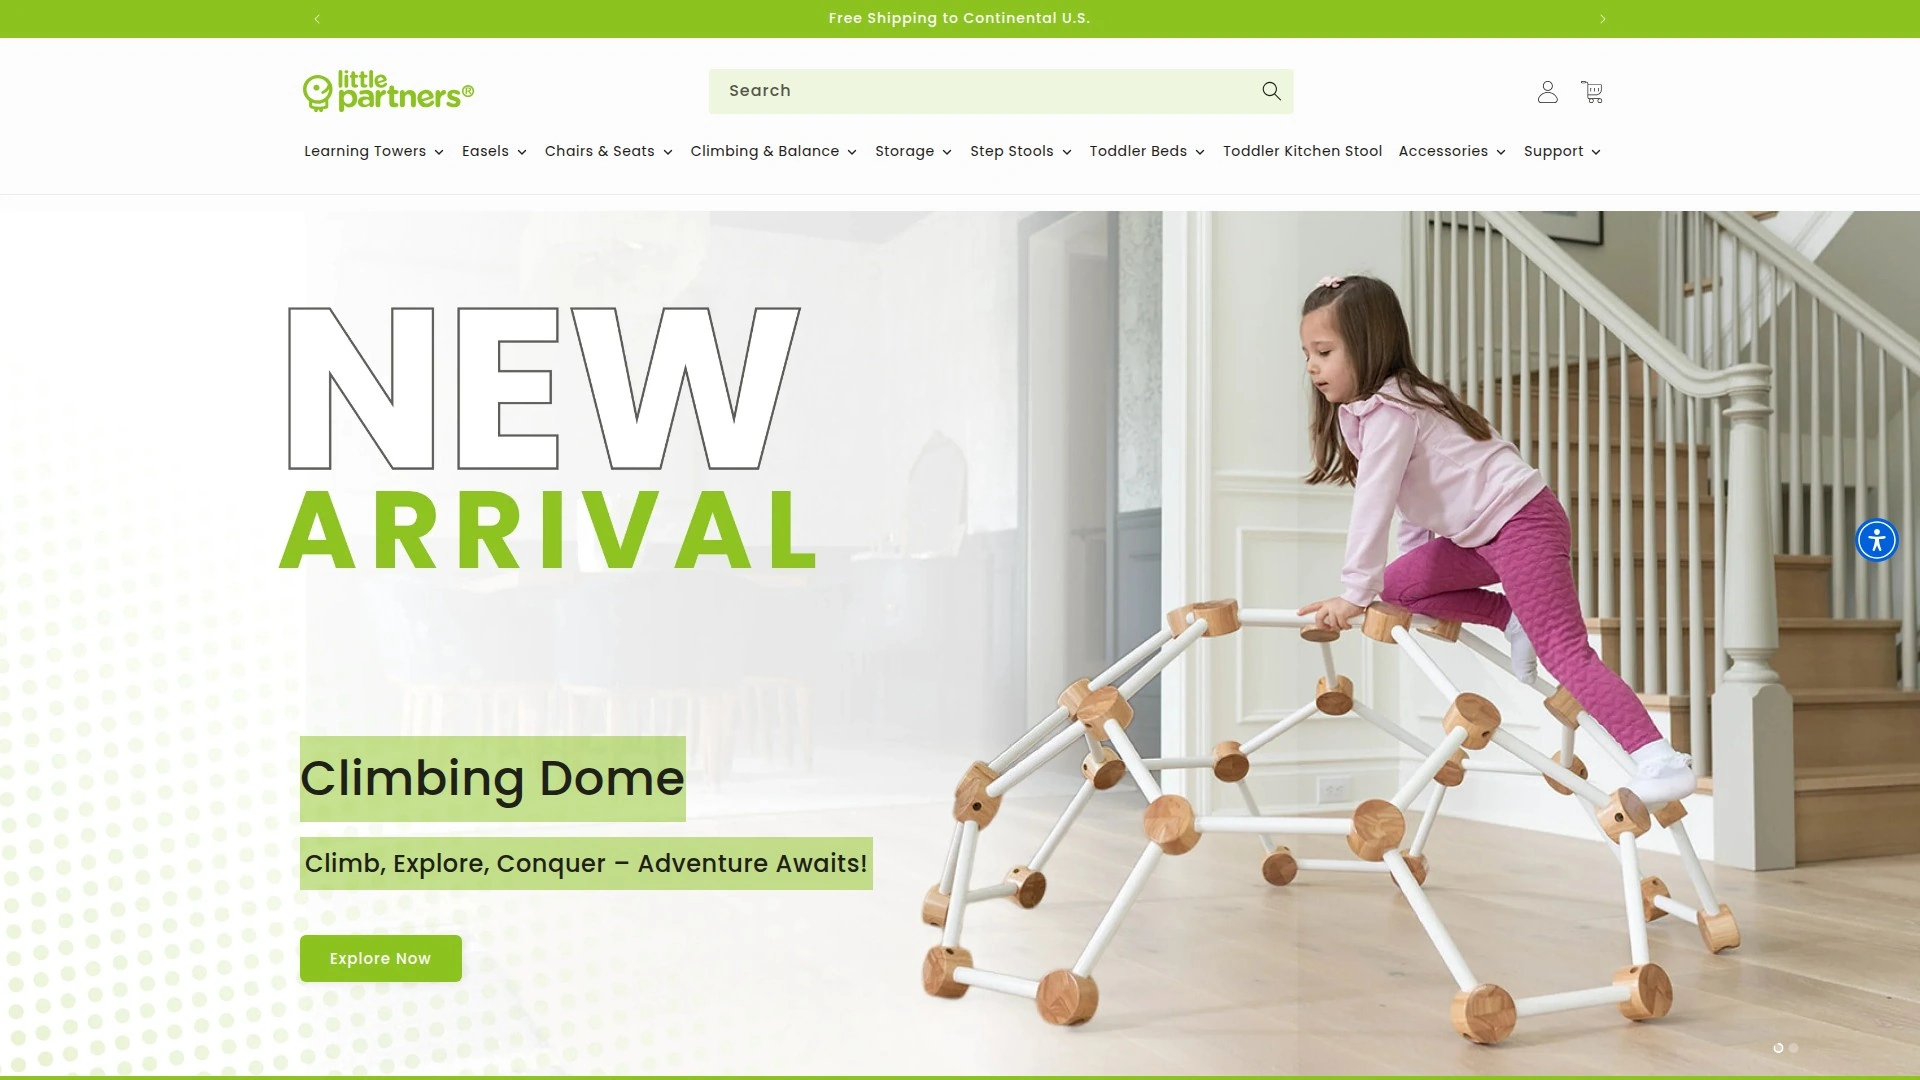 Free Shipping to Continental U.S.
little
partners®
Search
Learning Towers Easels Chairs & Seats Climbing & Balance Storage Step Stools Toddler Beds Toddler Kitchen Stool Accessories Support
NEW
ARRIVAL
Climbing Dome
Climb, Explore, Conquer – Adventure Awaits!
Explore Now